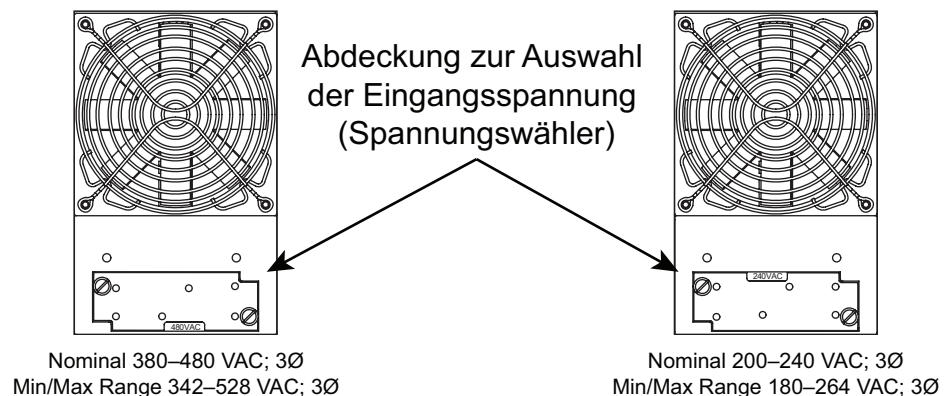 Abdeckung zur Auswahl
der Eingangsspannung
(Spannungswähler)
480VAC
240VAC
Nominal 380–480 VAC; 3Ø
Min/Max Range 342–528 VAC; 3Ø
Nominal 200–240 VAC; 3Ø
Min/Max Range 180–264 VAC; 3Ø